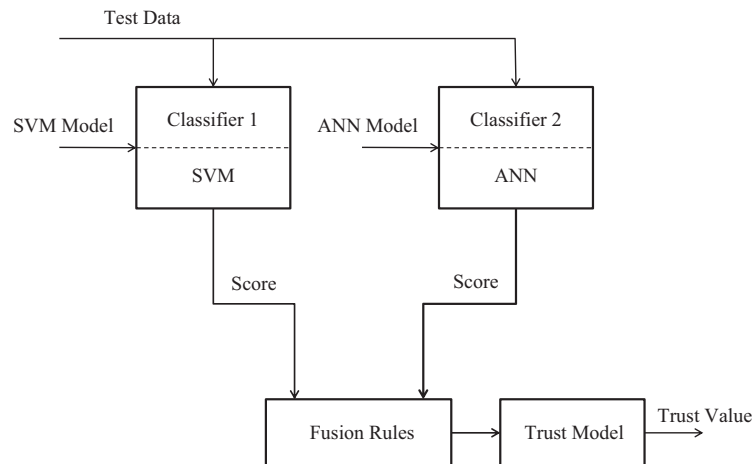 Test Data
Classifier 1
Classifier 2
SVM Model
ANN Model
SVM
ANN
Score
Score
Fusion Rules
Trust Model
Trust Value